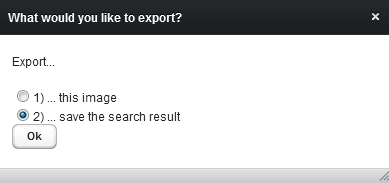 What would you like to export?
Export...
1) ... this image
2) ... save the search result
Ok